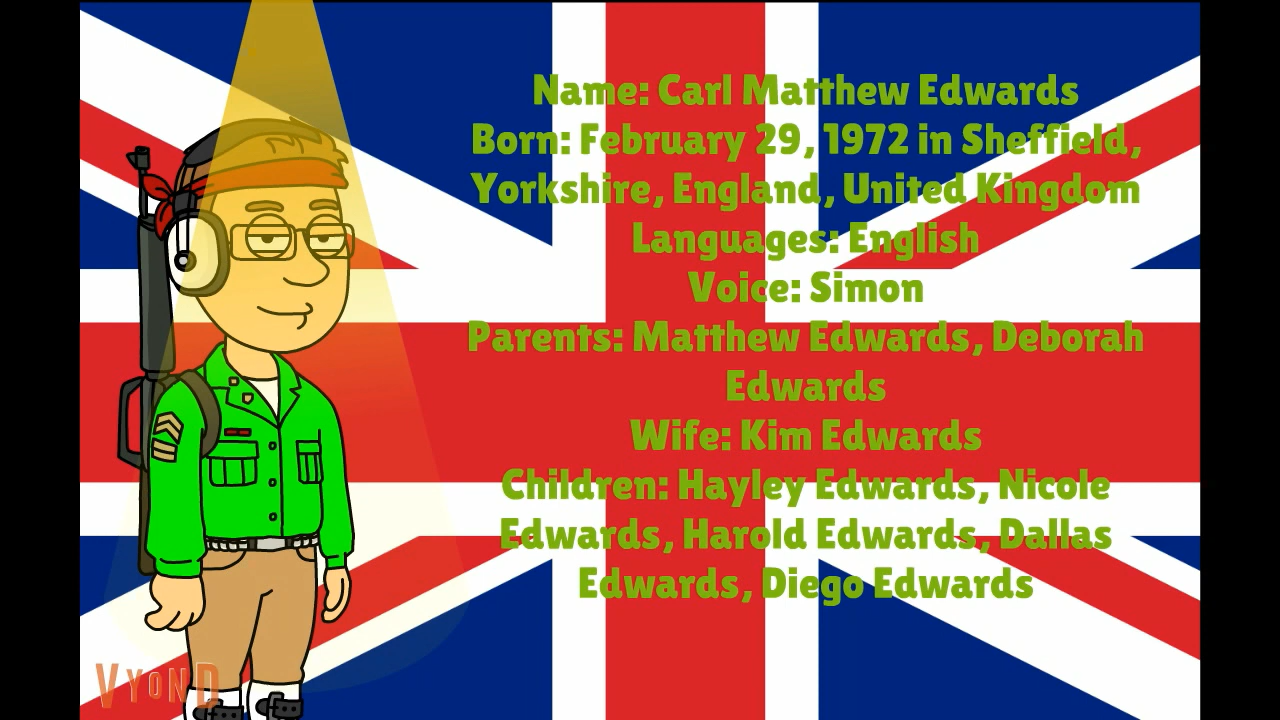 Name: Carl Matthew Edwards
Born: February 29, 1972 in Sheffield,
Yorkshire, England, United Kingdom
Languages: English
Voice: Simon
Parents: Matthew Edwards, Deborah
Edwards
Wife: Kim Edwards
Children: Hayley Edwards, Nicole
Edwards, Harold Edwards, Dallas
Edwards, Diego Edwards
VYOND